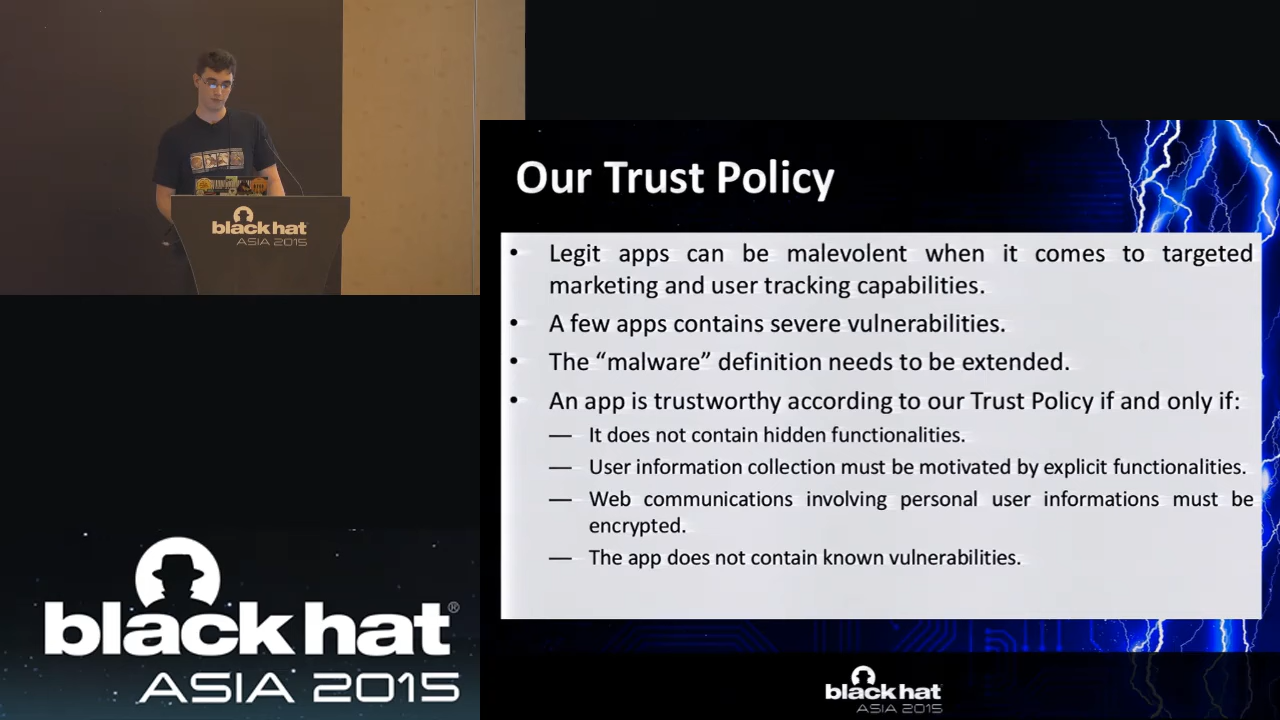 black hat
ASIA 2015
Our Trust Policy
• Legit apps can be malevolent when it comes to targeted
marketing and user tracking capabilities.
• A few apps contains severe vulnerabilities.
• The “malware” definition needs to be extended.
• An app is trustworthy according to our Trust Policy if and only if:
— It does not contain hidden functionalities.
— User information collection must be motivated by explicit functionalities.
— Web communications involving personal user informations must be
encrypted.
— The app does not contain known vulnerabilities.
black hat®
ASIA 2015
black hat
ASIA 2015